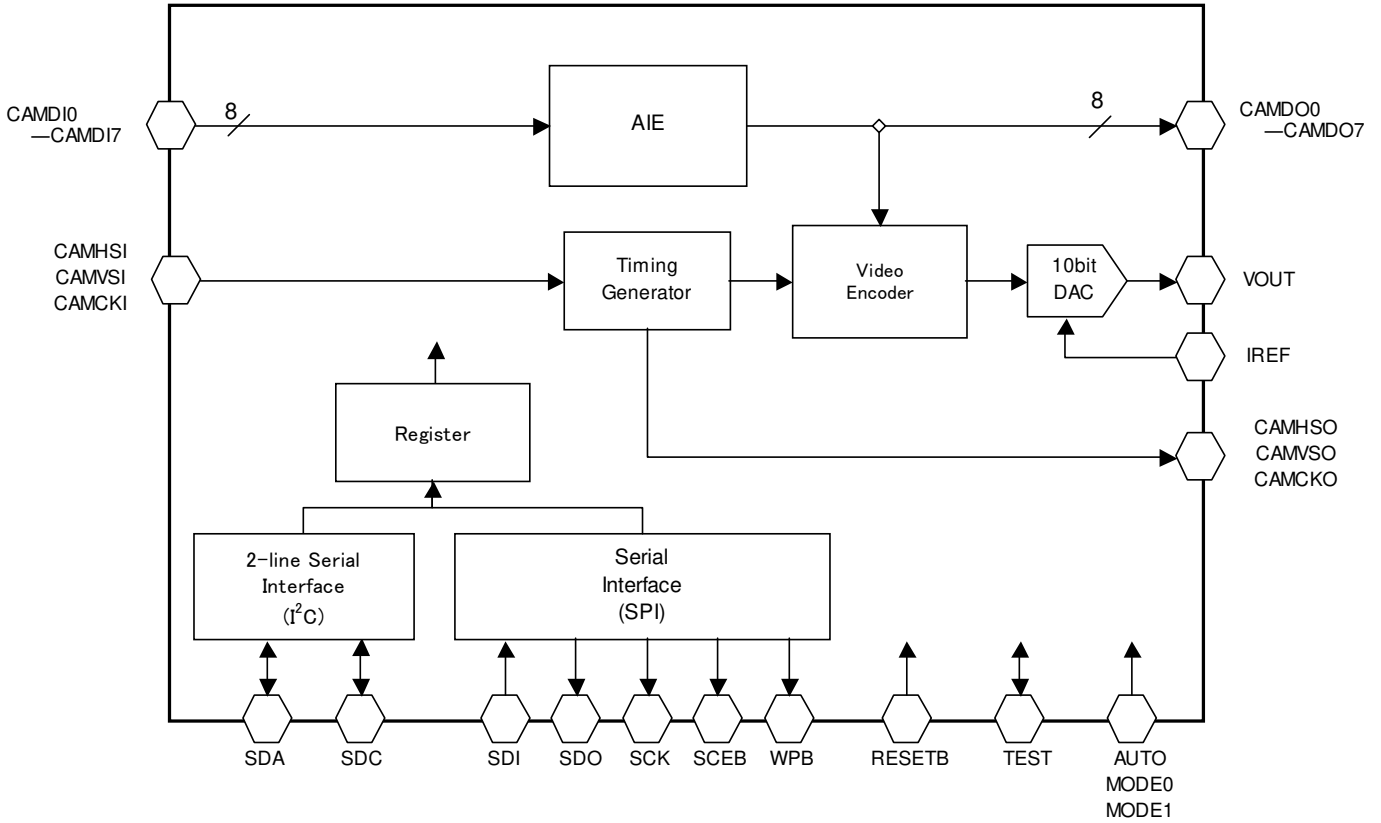 CAMDI0
—CAMDI7
8
AIE
8
CAMDO0
—CAMDO7
CAMHSI
CAMVSI
CAMCKI
Timing
Generator
Video
Encoder
10bit
DAC
VOUT
IREF
Register
CAMHSO
CAMVSO
CAMCKO
2-line Serial
Interface
(I²C)
Serial
Interface
(SPI)
SDA
SDC
SDI
SDO
SCK
SCEB
WPB
RESETB
TEST
AUTO
MODE0
MODE1